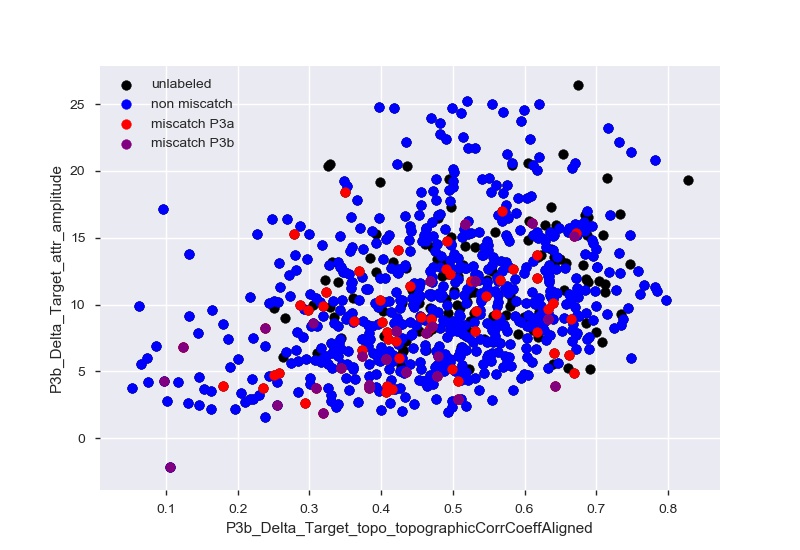 unlabeled
non miscatch
miscatch P3a
miscatch P3b
25
20
15
10
5
0
P3b_Delta_Target_attr_amplitude
0.1 0.2 0.3 0.4 0.5 0.6 0.7 0.8
P3b_Delta_Target_topo_topographicCorrCoeffAligned